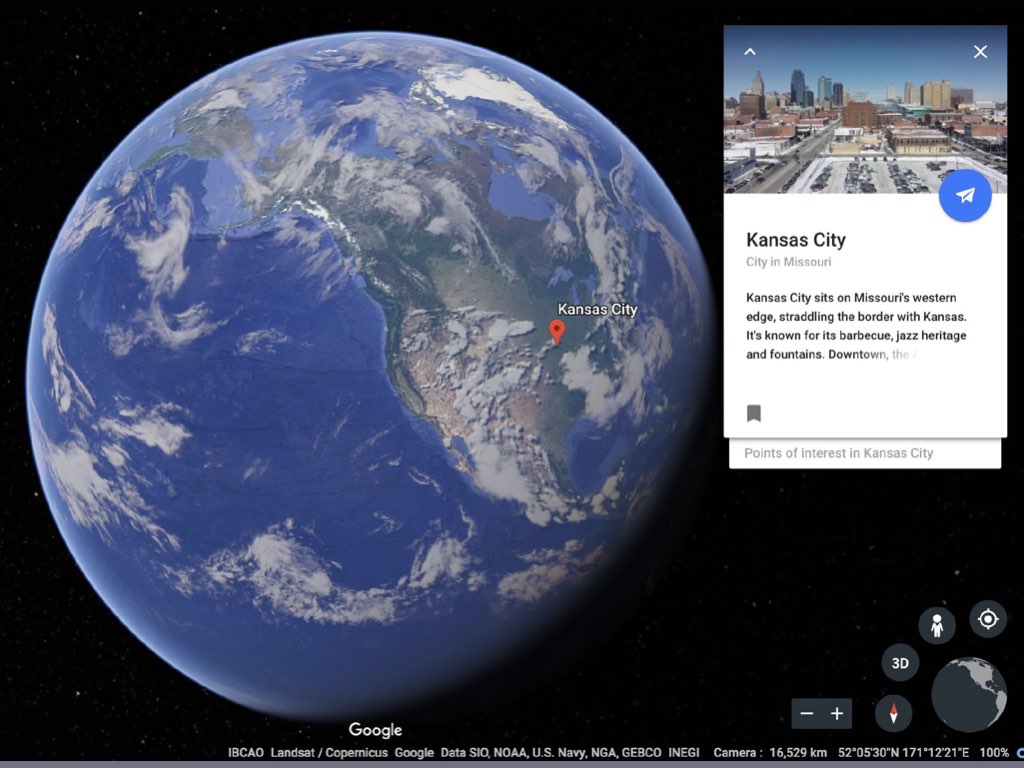 Kansas City
Kansas City
City in Missouri
Kansas City sits on Missouri's western
edge, straddling the border with Kansas.
It's known for its barbecue, jazz heritage
and fountains. Downtown, the
Points of interest in Kansas City
3D
Google
IBCAO Landsat / Copernicus Google Data SIO, NOAA, U.S. Navy, NGA, GEBCO INEGI Camera : 16,529 km 52°05'30"N 171°12'21"E 100%